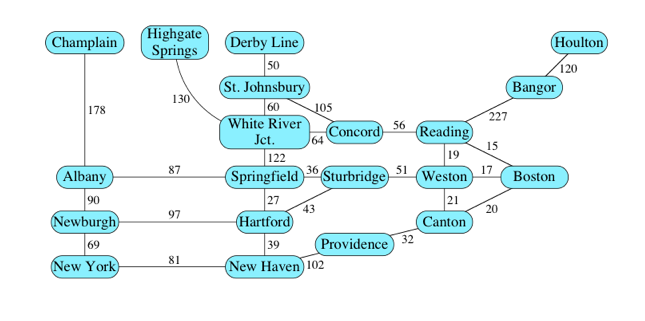 Champlain
Highgate
Springs
Derby Line
Houlton
50
120
St. Johnsbury
Bangor
178
130
60
105
227
White River
Jct.
64
Concord
56
Reading
122
19
15
Albany
87
Springfield
36
Sturbridge
51
Weston
17
Boston
90
27
43
21
20
Newburgh
97
Hartford
Canton
69
39
Providence
32
New York
81
New Haven
102